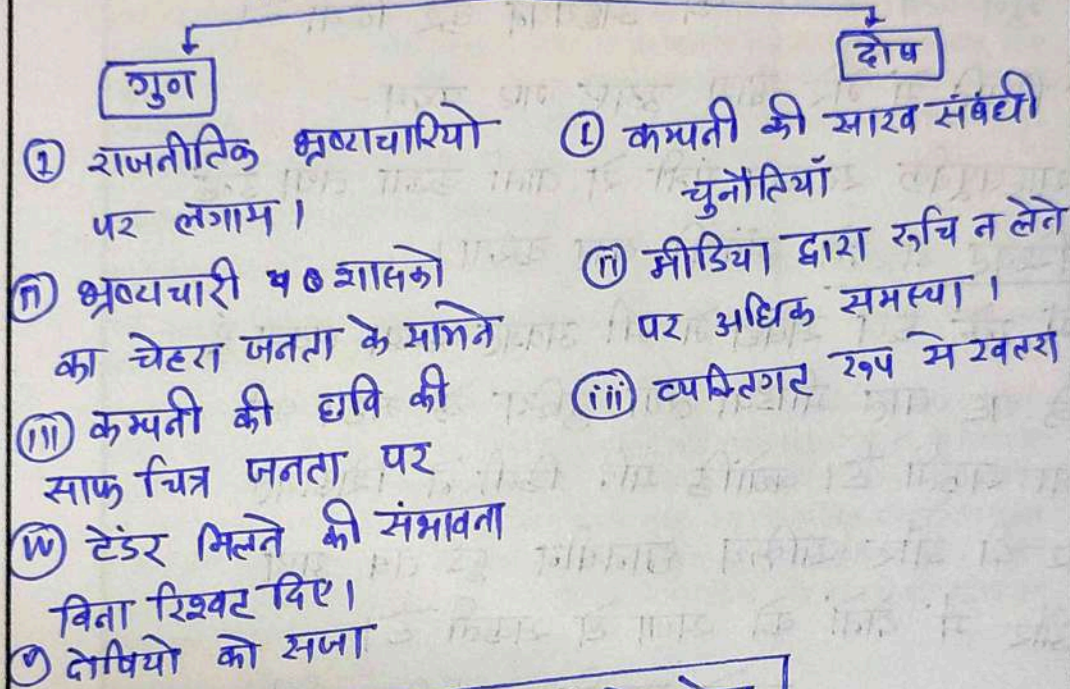 गुण
① राजनीतिक भ्रष्टाचारियो
पर लगाम।
(ii) भ्रष्टाचारी शासको
का चेहरा जनता के सामने
(iii) कम्पनी की छवि की
साफ चित्र जनता पर
(iv) टेंडर मिलने की संभावना
बिना रिश्वत दिए।
(v) दोषियो को सजा
दोष
① कम्पनी की साख संबंधी
चुनौतियाँ
(ii) मीडिया द्वारा रूचि न लेने
पर अधिक समस्या।
(iii) व्यक्तिगत रूप से खतरा